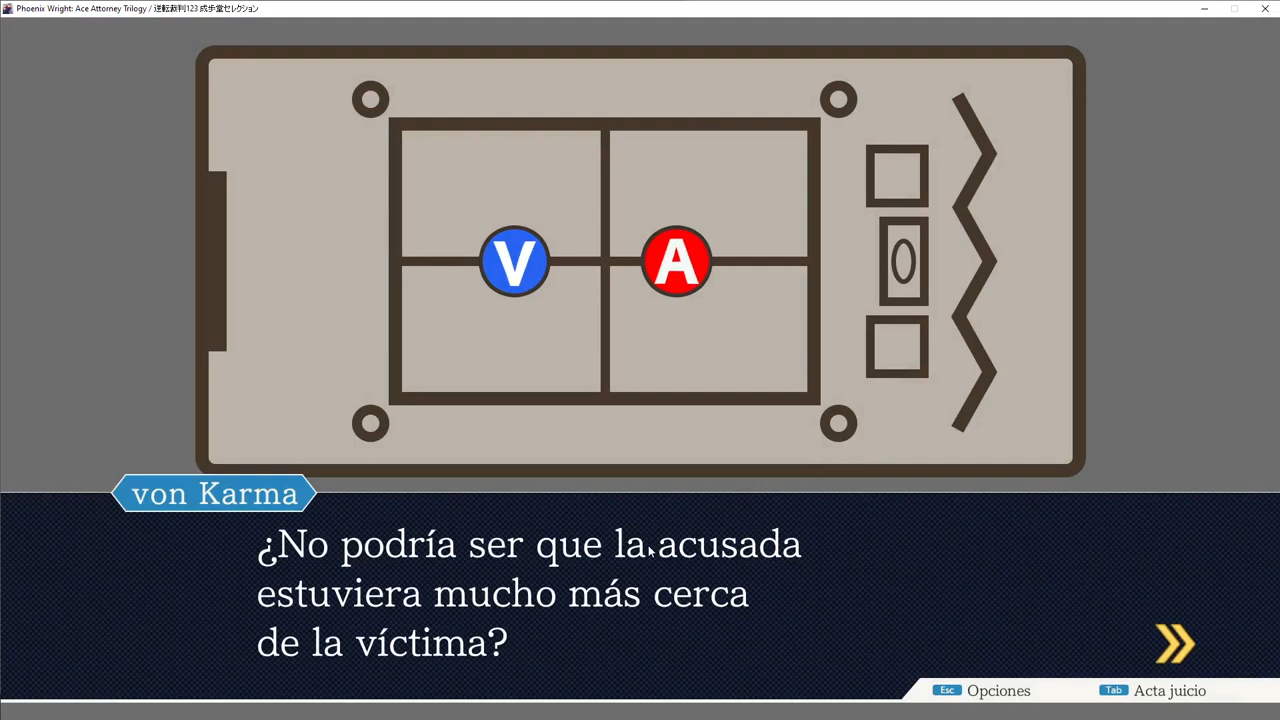 Phoenix Wright: Ace Attorney Trilogy / 逆転裁判123 成歩堂セレクション
V
A
von Karma
¿No podría ser que la acusada
estuviera mucho más cerca
de la víctima?
Esc Opciones
Tab Acta juicio